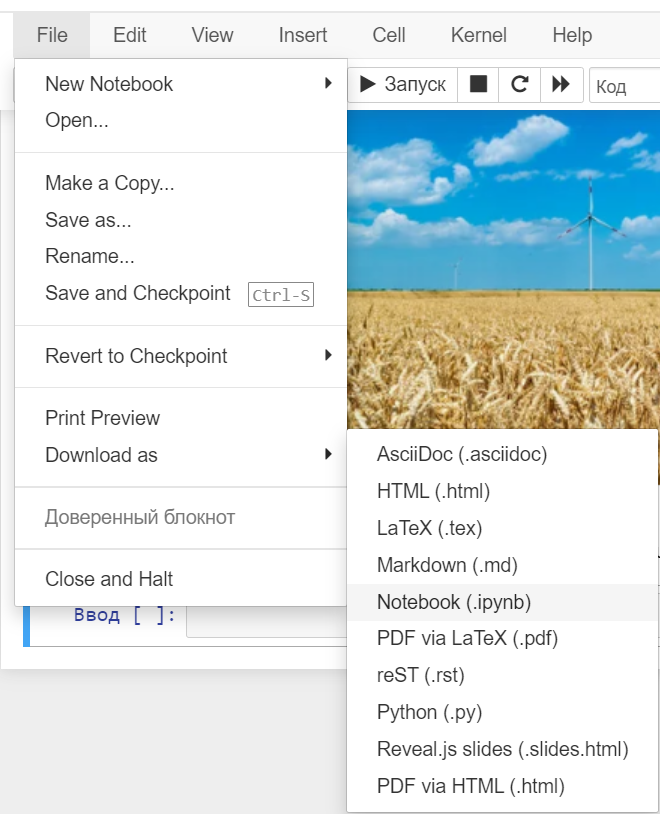 File Edit View Insert Cell Kernel Help
New Notebook
Запуск
Код
Open...
Make a Copy...
Save as...
Rename...
Save and Checkpoint Ctrl-S
Revert to Checkpoint
Print Preview
Download as
Доверенный блокнот
Close and Halt
AsciiDoc (.asciidoc)
HTML (.html)
LaTeX (.tex)
Markdown (.md)
Notebook (.ipynb)
PDF via LaTeX (.pdf)
reST (.rst)
Python (.py)
Reveal.js slides (.slides.html)
PDF via HTML (.html)
Ввод [ ]: